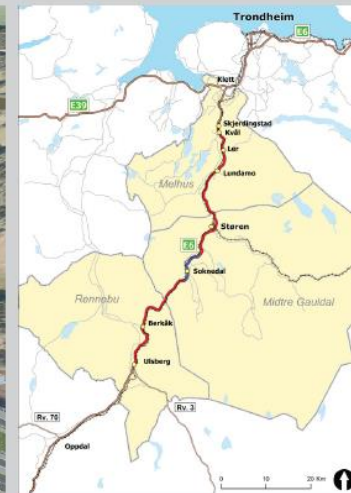 Trondheim
E6
Klett
E39
Skjerdingstad
Kvål
Ler
Melhus
Lundamo
Støren
E6
Soknedal
Rennebu
Midtre Gauldal
Berkåk
Ulsberg
Rv. 70
Rv. 3
Oppdal
0 10 20 Km